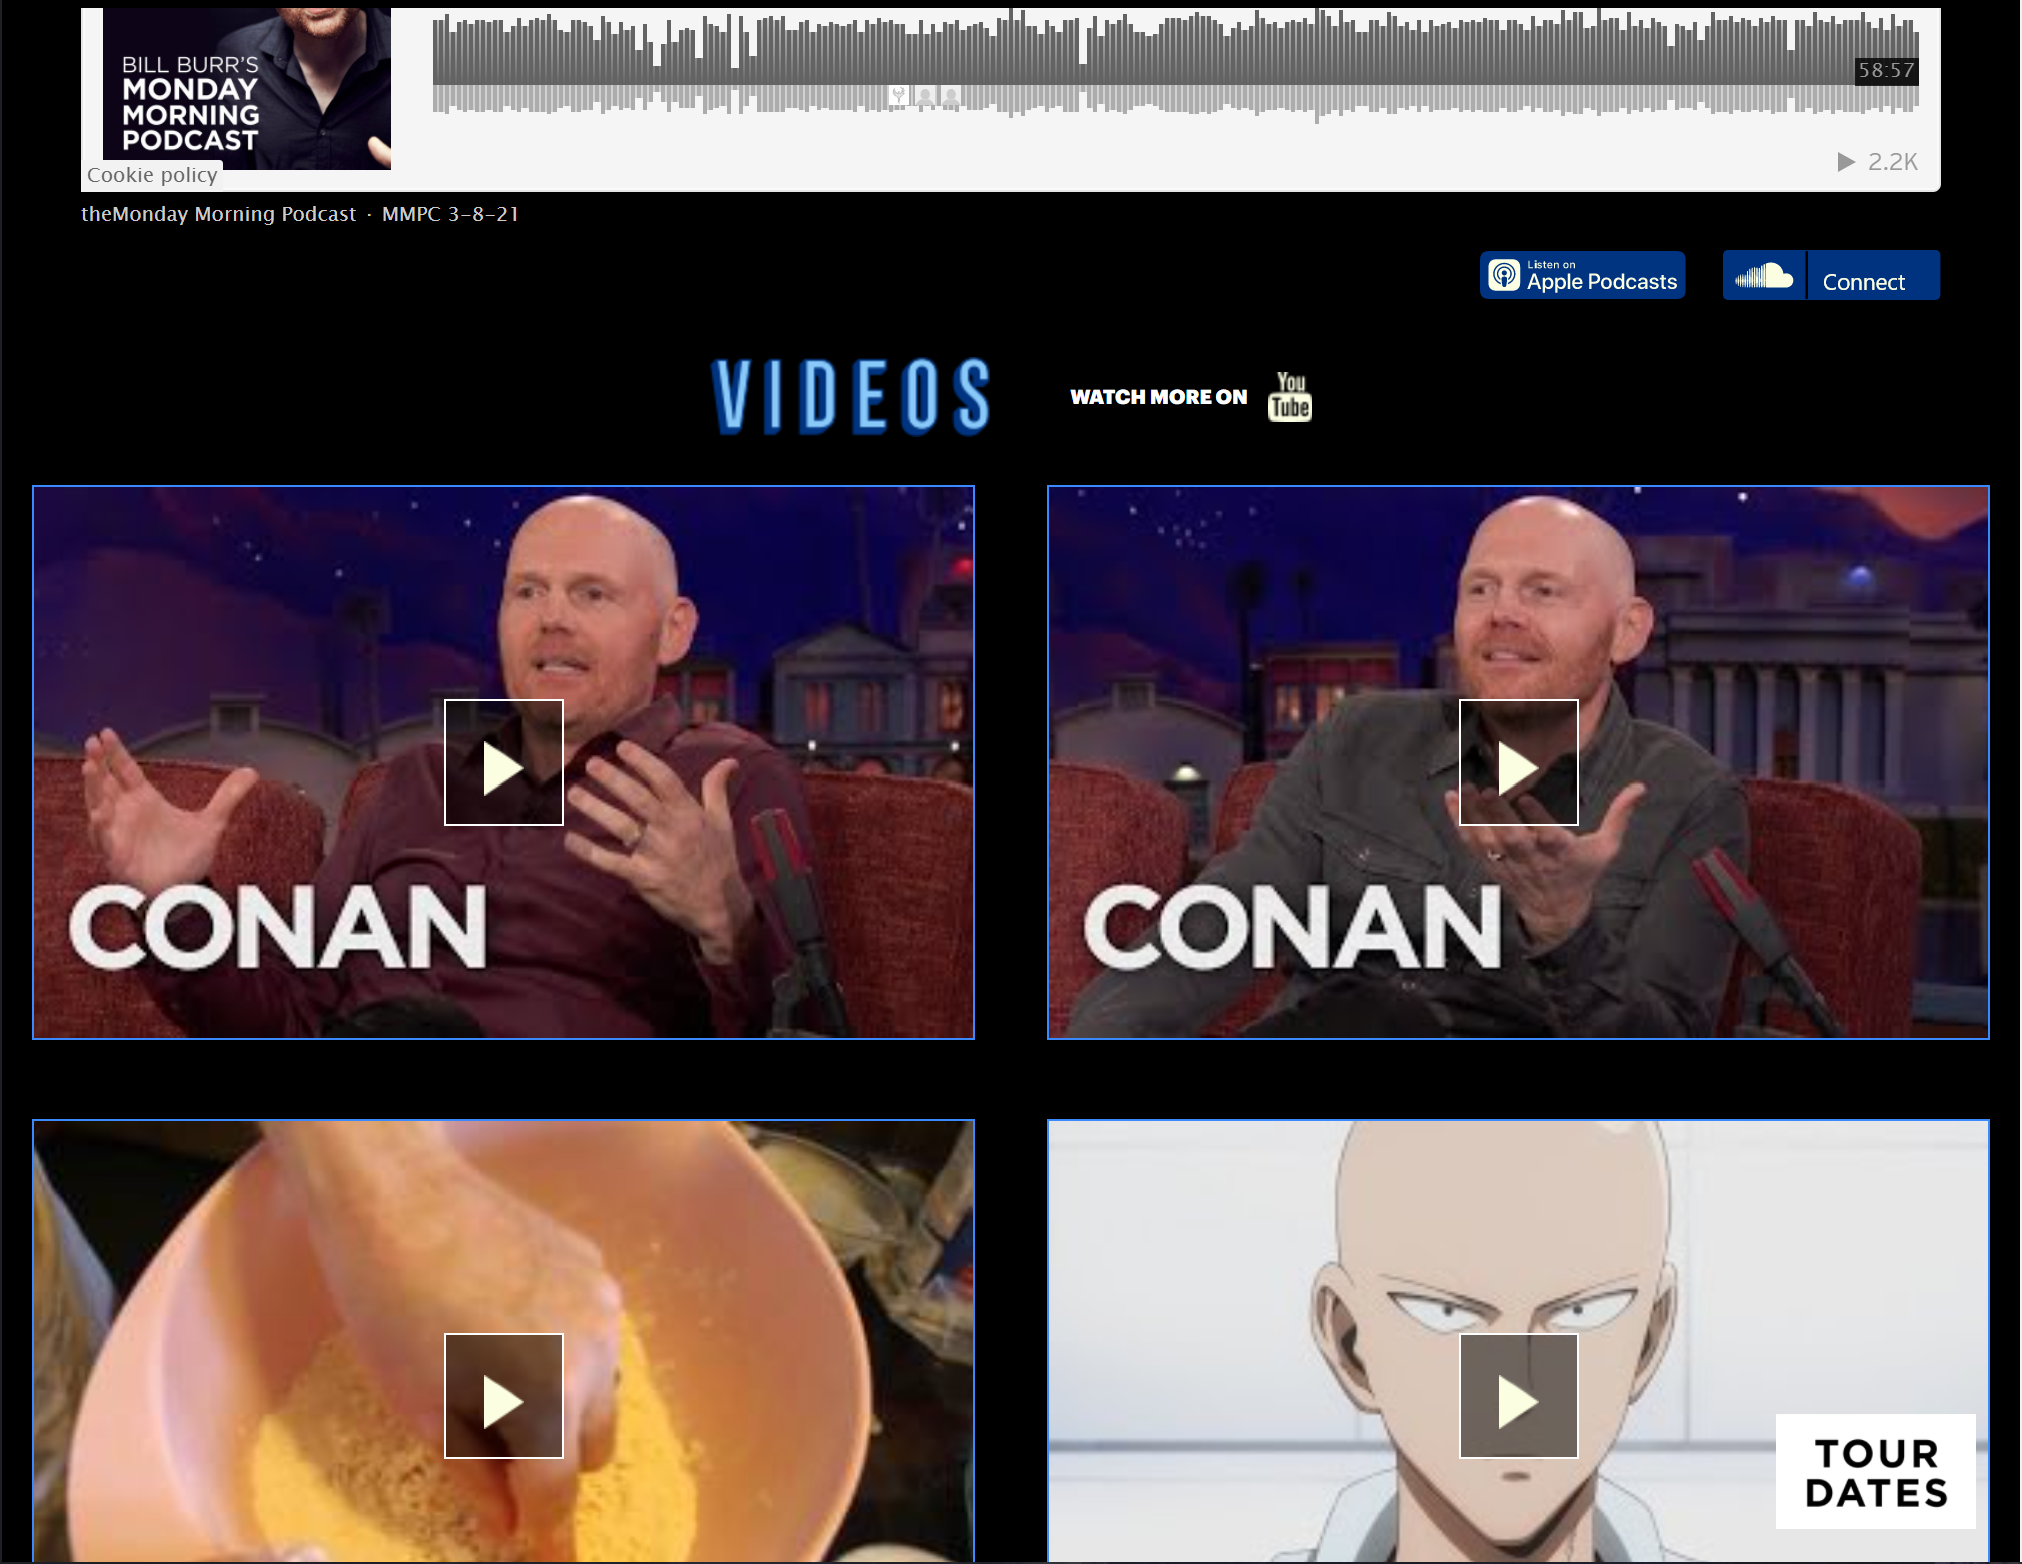 BILL BURR'S
MONDAY
MORNING
PODCAST
58:57
2.2K
Cookie policy
theMonday Morning Podcast · MMPC 3-8-21
Listen on
Apple Podcasts
Connect
VIDEOS
WATCH MORE ON
You
Tube
CONAN
CONAN
TOUR
DATES